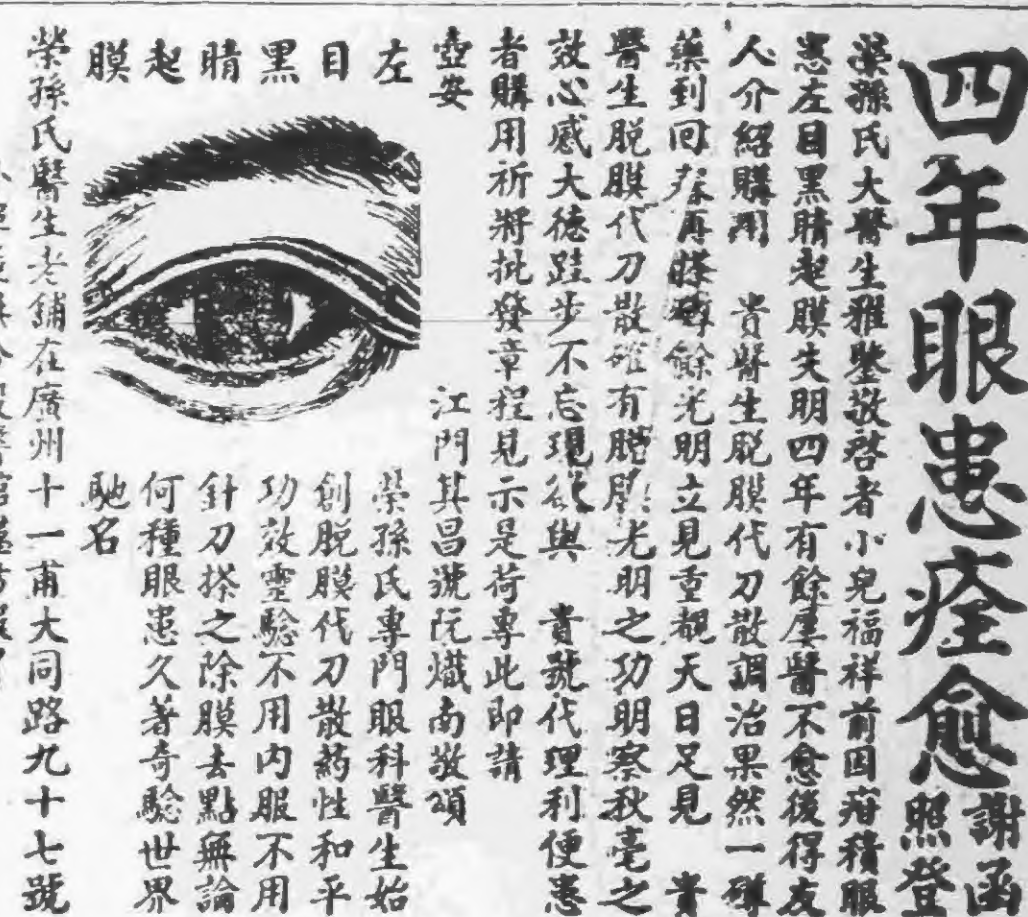 四年眼患痊愈
謝函照登
榮孫氏大醫生雅鑒敬啓者小兒福祥前因疳積眼
患左目黑睛起膜失明四年有餘屢醫不愈後得友
人介紹購用 貴醫生脫膜代刀散調治果然一磚
藥到回春再搽磚餘光明立見重覩天日足見 貴
醫生脫膜代刀散確有光明之功明察秋毫之
效心感大德跬步不忘現欲與 貴號代理利便患
者購用祈將批發章程見示是荷專此即請
壺安 江門其昌號阮熾南敬頌
左目黑睛起膜
榮孫氏專門眼科醫生始
創脫膜代刀散葯性和平
功效靈驗不用内服不用
針刀搽之除膜去點無論
何種眼患久著奇驗世界
馳名
榮孫氏醫生老舖在廣州十一甫大同路九十七號